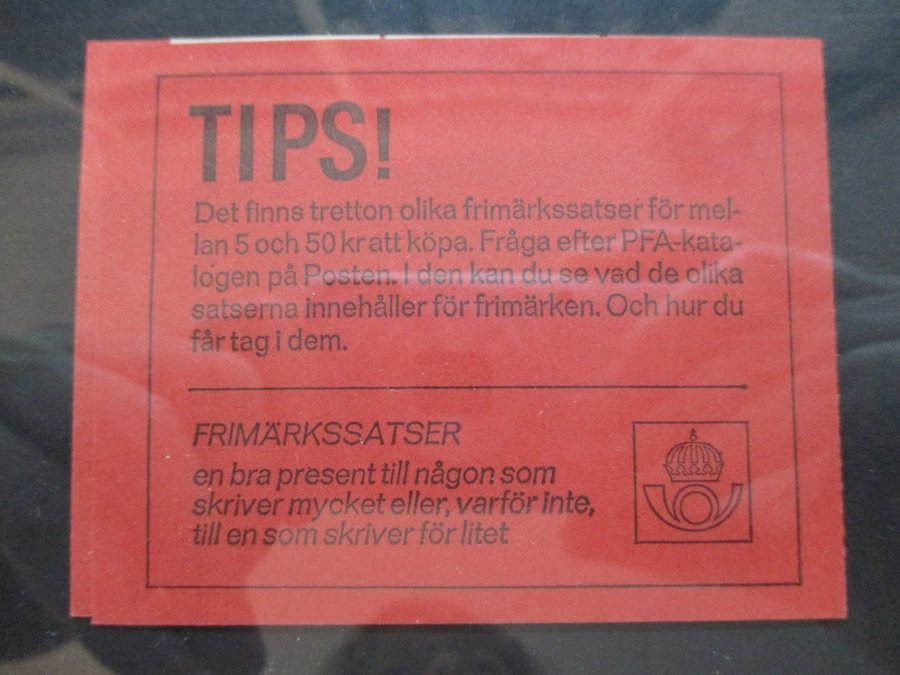 TIPS!
Det finns tretton olika frimärkssatser för mel-
lan 5 och 50 kr att köpa. Fråga efter PFA-kata-
logen på Posten. I den kan du se vad de olika
satserna innehåller för frimärken. Och hur du
får tag i dem.
FRIMÄRKSSATSER
en bra present till någon som
skriver mycket eller, varför inte,
till en som skriver för litet